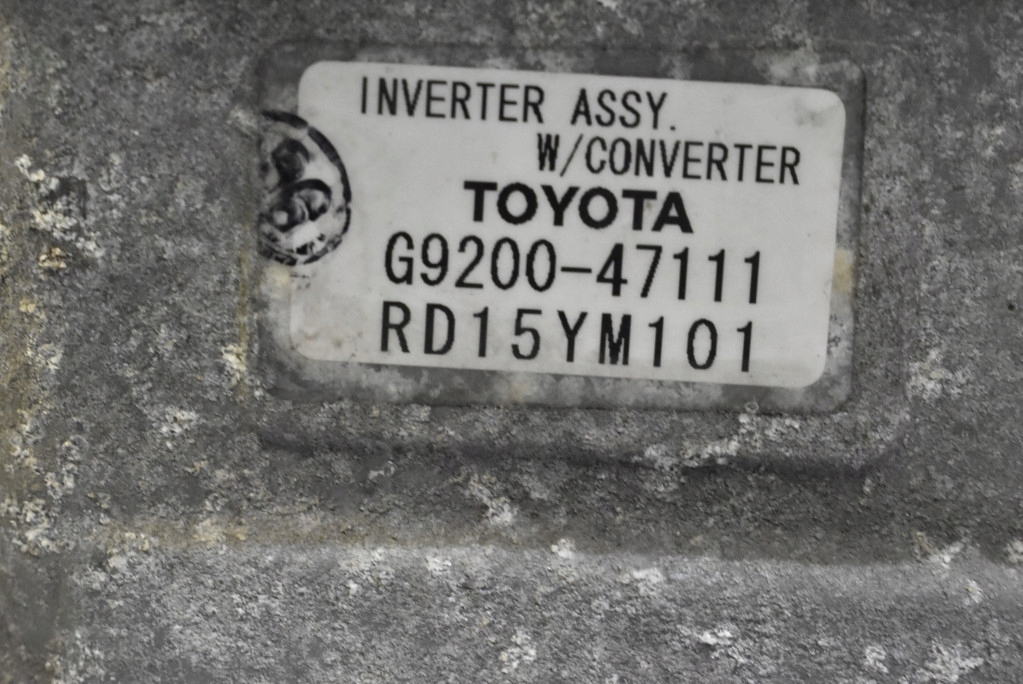 INVERTER ASSY.
W/CONVERTER
TOYOTA
G9200-47111
RD15YM101